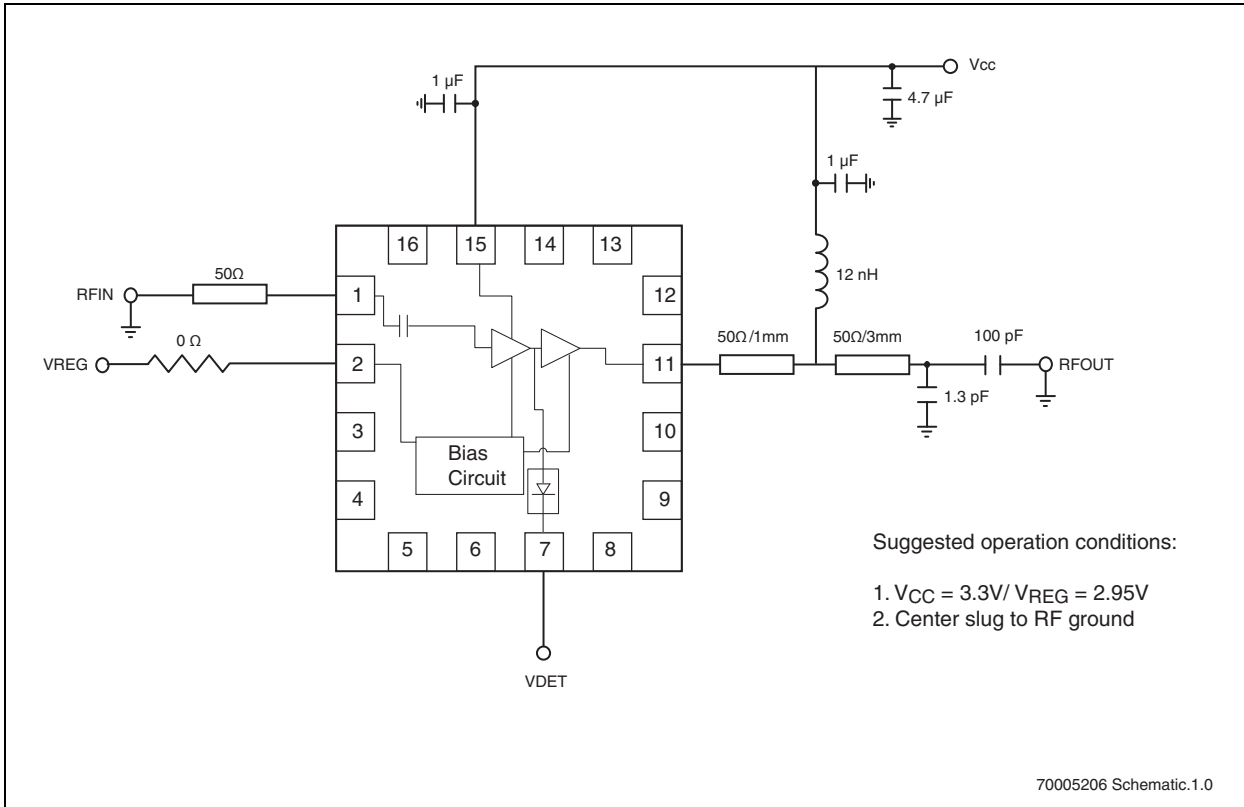 Vcc
1 µF
4.7 µF
1 µF
16 15 14 13
12 nH
50Ω
RFIN
1
12
50Ω/1mm
50Ω/3mm
100 pF
0 Ω
VREG
2
11
RFOUT
1.3 pF
3
10
Bias
Circuit
4
9
5 6 7 8
Suggested operation conditions:
1. VCC = 3.3V/ VREG = 2.95V
2. Center slug to RF ground
VDET
70005206 Schematic.1.0